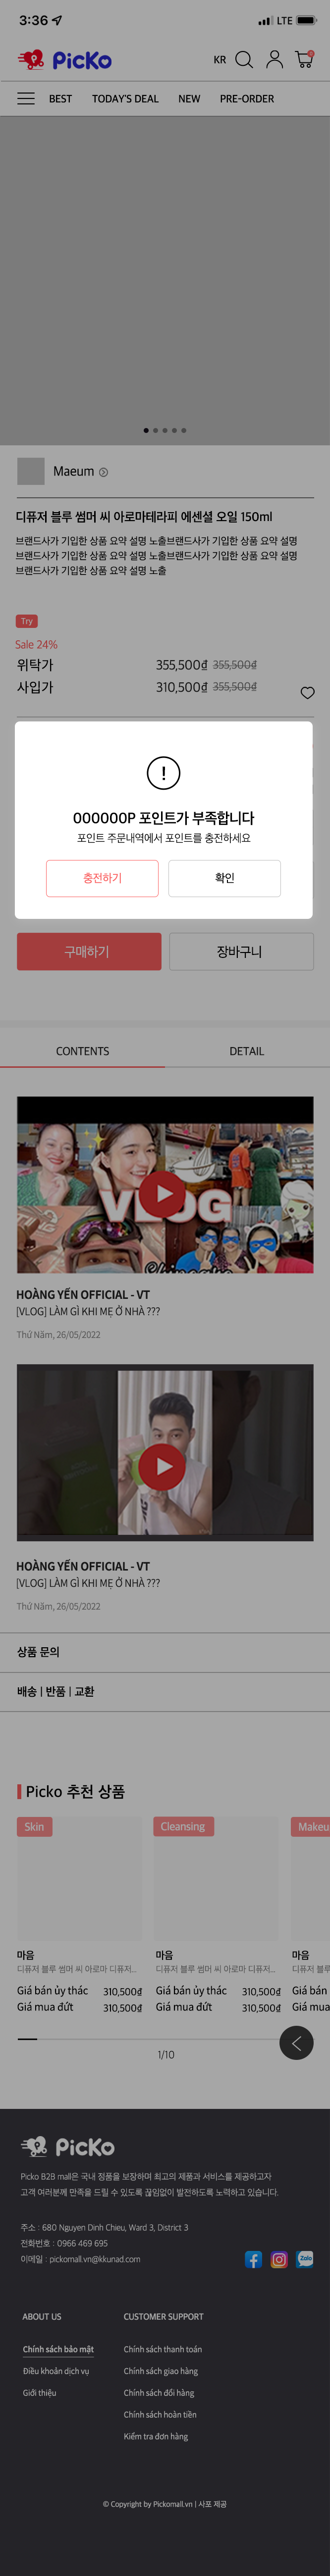 3:36
LTE
PicKo
KR
0
BEST
TODAY'S DEAL
NEW
PRE-ORDER
Maeum
디퓨저 블루 썸머 씨 아로마테라피 에센셜 오일 150ml
브랜드사가 기입한 상품 요약 설명 노출브랜드사가 기입한 상품 요약 설명
브랜드사가 기입한 상품 요약 설명 노출브랜드사가 기입한 상품 요약 설명
브랜드사가 기입한 상품 요약 설명 노출
Try
Sale 24%
위탁가 355,500₫ 355,500₫
사입가 310,500₫ 355,500₫
!
000000P 포인트가 부족합니다
포인트 주문내역에서 포인트를 충전하세요
충전하기
확인
구매하기
장바구니
CONTENTS
DETAIL
VLOG
HOÀNG YẾN OFFICIAL - VT
[VLOG] LÀM GÌ KHI MẸ Ở NHÀ ???
Thứ Năm, 26/05/2022
HOÀNG YẾN OFFICIAL - VT
[VLOG] LÀM GÌ KHI MẸ Ở NHÀ ???
Thứ Năm, 26/05/2022
상품 문의
배송 | 반품 | 교환
Picko 추천 상품
Skin
Cleansing
Makeu
마음
디퓨저 블루 썸머 씨 아로마 디퓨저...
Giá bán ủy thác 310,500₫
Giá mua đứt 310,500₫
마음
디퓨저 블루 썸머 씨 아로마 디퓨저...
Giá bán ủy thác 310,500₫
Giá mua đứt 310,500₫
마음
디퓨저 블루
Giá bán
Giá mua
1/10
PicKo
Picko B2B mall은 국내 정품을 보장하며 최고의 제품과 서비스를 제공하고자
고객 여러분께 만족을 드릴 수 있도록 끊임없이 발전하도록 노력하고 있습니다.
주소 : 680 Nguyen Dinh Chieu, Ward 3, District 3
전화번호 : 0966 469 695
이메일 : pickomall.vn@kkunad.com
Zalo
ABOUT US
Chính sách bảo mật
Điều khoản dịch vụ
Giới thiệu
CUSTOMER SUPPORT
Chính sách thanh toán
Chính sách giao hàng
Chính sách đổi hàng
Chính sách hoàn tiền
Kiểm tra đơn hàng
© Copyright by Pickomall.vn | 사포 제공